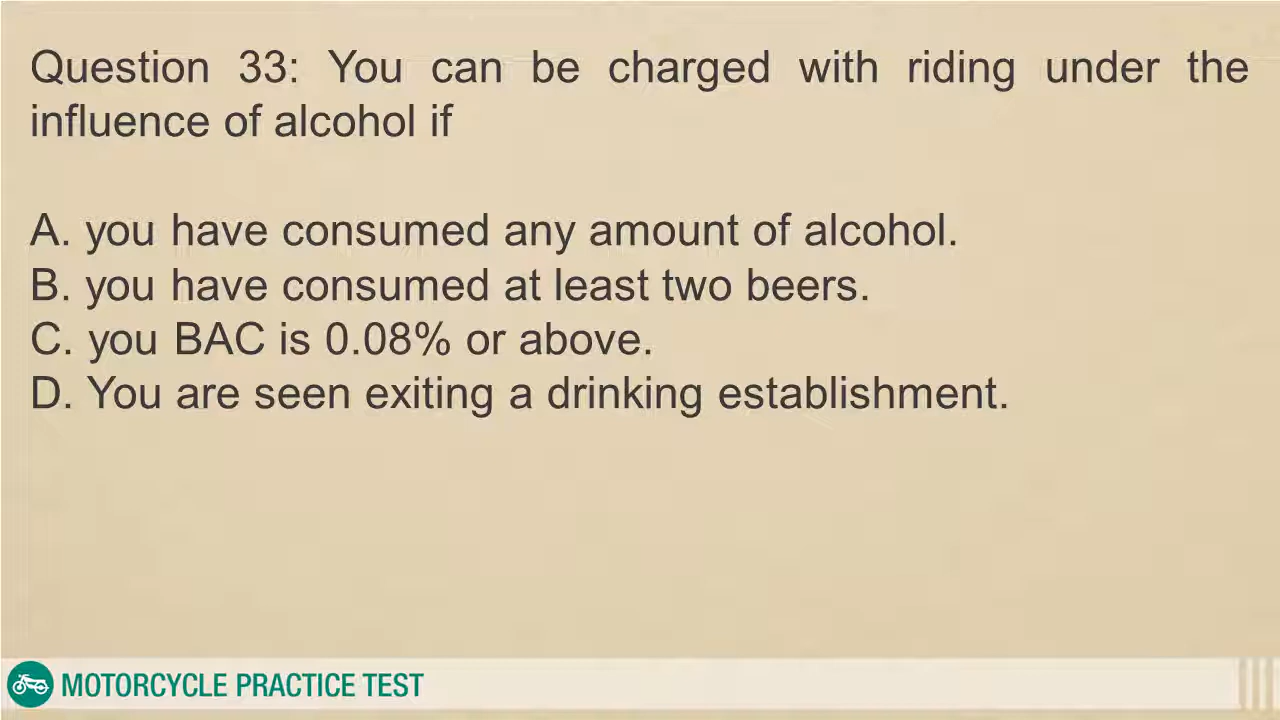 Question 33: You can be charged with riding under the
influence of alcohol if
A. you have consumed any amount of alcohol.
B. you have consumed at least two beers.
C. you BAC is 0.08% or above.
D. You are seen exiting a drinking establishment.
MOTORCYCLE PRACTICE TEST